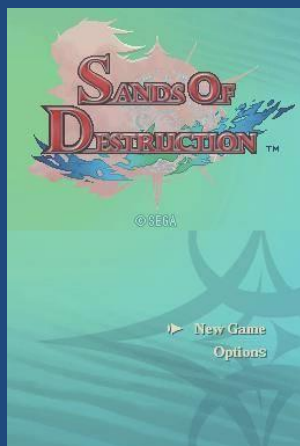 SANDS OF
DESTRUCTION ™
© SEGA
New Game
Options